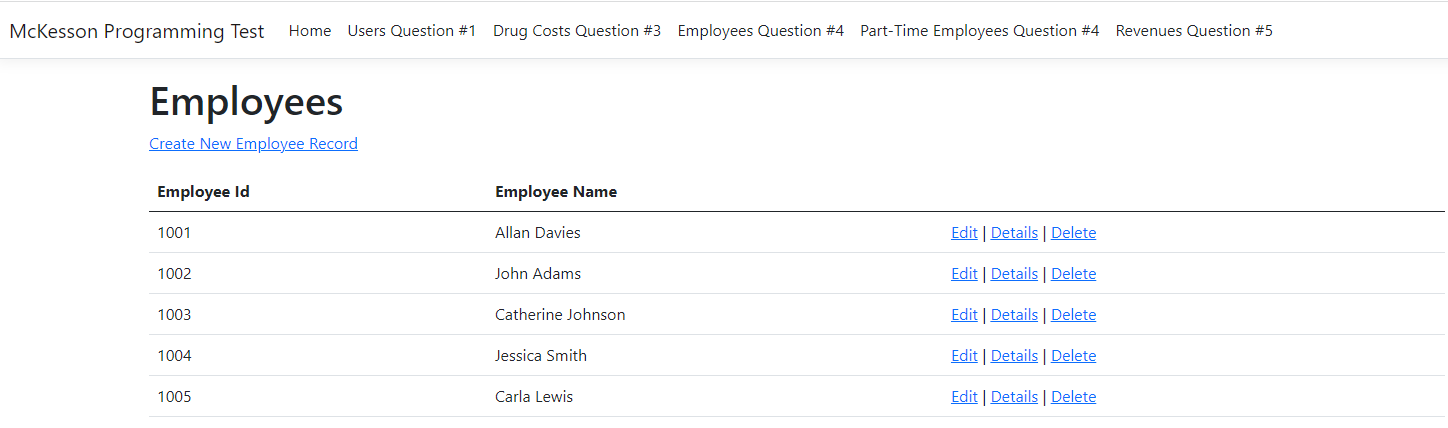 McKesson Programming Test Home Users Question #1 Drug Costs Question #3 Employees Question #4 Part-Time Employees Question #4 Revenues Question #5
Employees
Create New Employee Record
Employee Id Employee Name
1001 Allan Davies Edit | Details | Delete
1002 John Adams Edit | Details | Delete
1003 Catherine Johnson Edit | Details | Delete
1004 Jessica Smith Edit | Details | Delete
1005 Carla Lewis Edit | Details | Delete